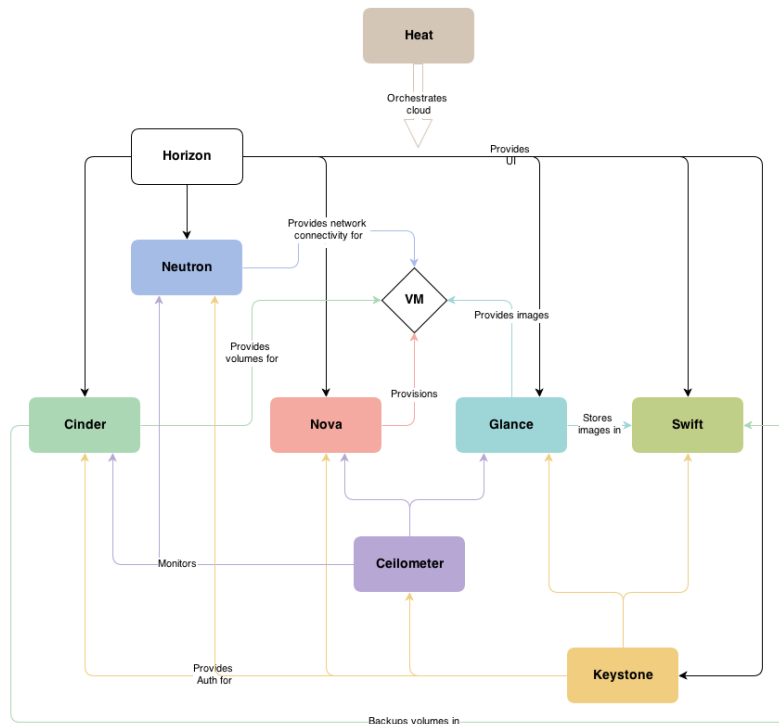 Heat
Orchestrates
cloud
Horizon
Provides
UI
Provides network
connectivity for
Neutron
VM
Provides images
Provides
volumes for
Provisions
Cinder
Nova
Glance
Stores
images in
Swift
Monitors
Ceilometer
Provides
Auth for
Keystone
Backups volumes in